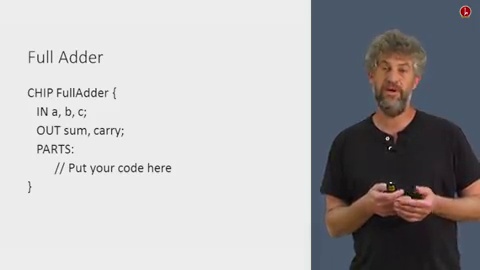 Full Adder
CHIP FullAdder {
IN a, b, c;
OUT sum, carry;
PARTS:
// Put your code here
}